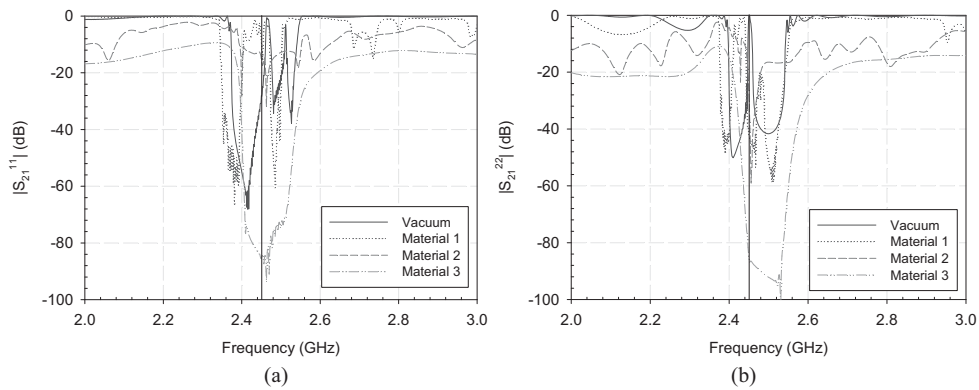 0
-20
-40
-60
-80
-100
|S21^11| (dB)
Vacuum
Material 1
Material 2
Material 3
2.0 2.2 2.4 2.6 2.8 3.0
Frequency (GHz)
(a)
0
-20
-40
-60
-80
-100
|S21^22| (dB)
Vacuum
Material 1
Material 2
Material 3
2.0 2.2 2.4 2.6 2.8 3.0
Frequency (GHz)
(b)